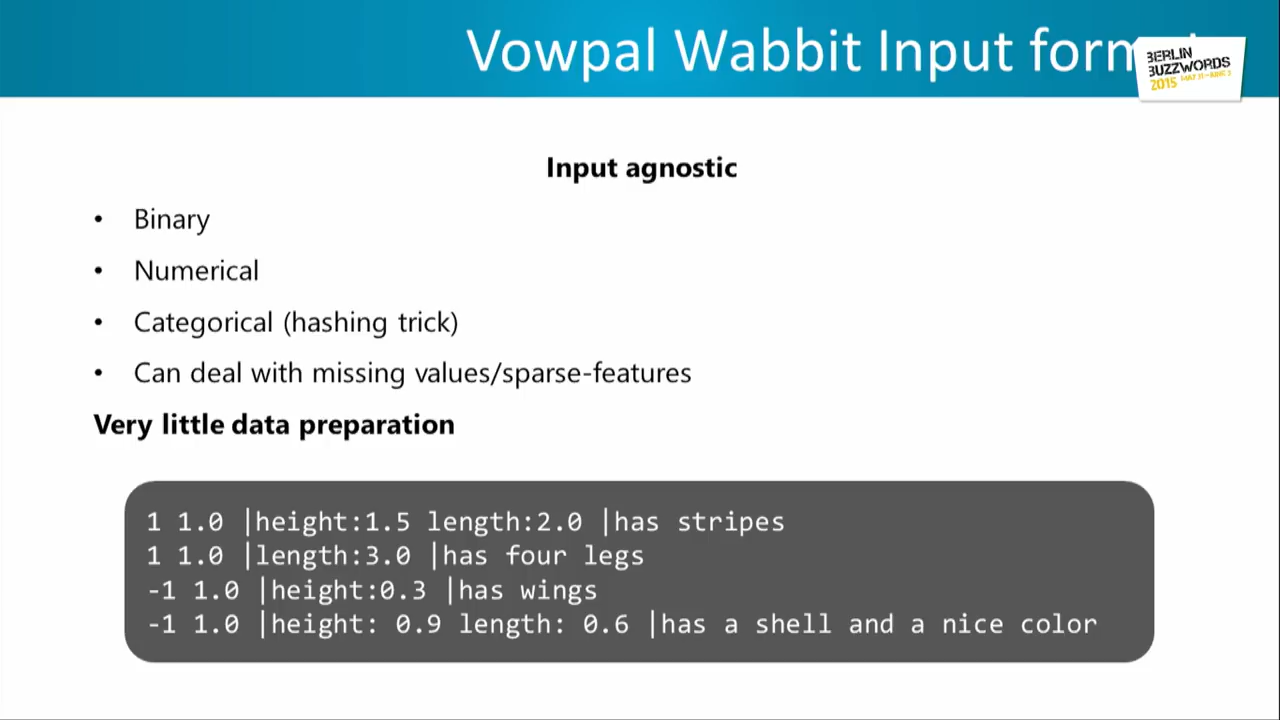 Vowpal Wabbit Input
BERLIN
BUZZWORDS
2015
Input agnostic
• Binary
• Numerical
• Categorical (hashing trick)
• Can deal with missing values/sparse-features
Very little data preparation
1 1.0 |height:1.5 length:2.0 |has stripes
1 1.0 |length:3.0 |has four legs
-1 1.0 |height:0.3 |has wings
-1 1.0 |height: 0.9 length: 0.6 |has a shell and a nice color